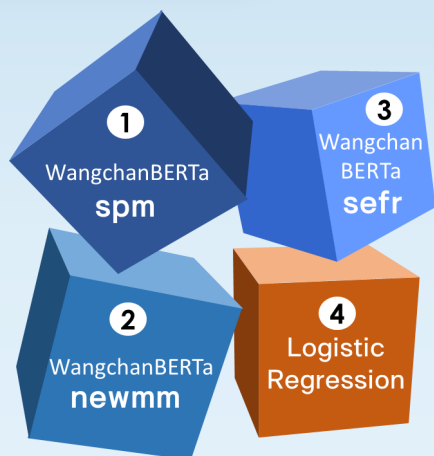 1
WangchanBERTa
spm
2
WangchanBERTa
newmm
3
Wangchan
BERTa
sefr
4
Logistic
Regression